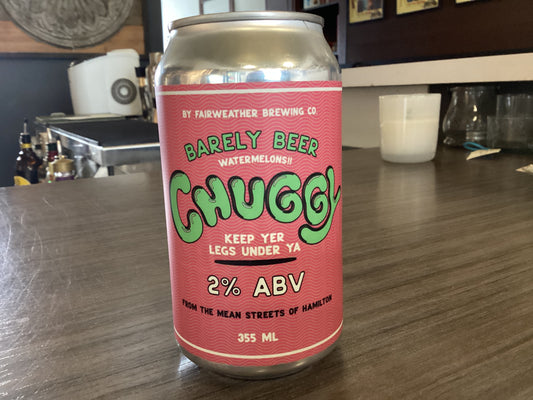 BY FAIRWEATHER BREWING CO.
BARELY BEER
WATERMELONS!!
CHUGGY
KEEP YER
LEGS UNDER YA
2% ABV
FROM THE MEAN STREETS OF HAMILTON
355 ML